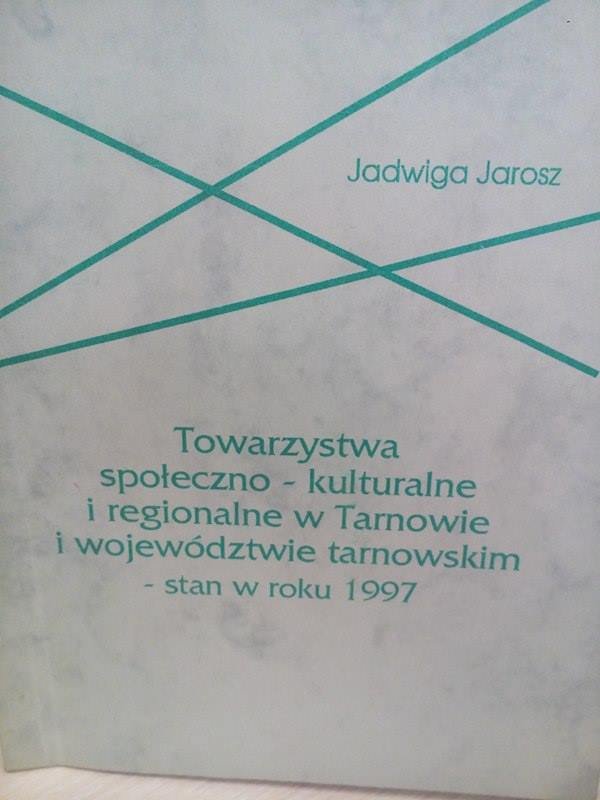 Jadwiga Jarosz
Towarzystwa
społeczno - kulturalne
i regionalne w Tarnowie
i województwie tarnowskim
- stan w roku 1997